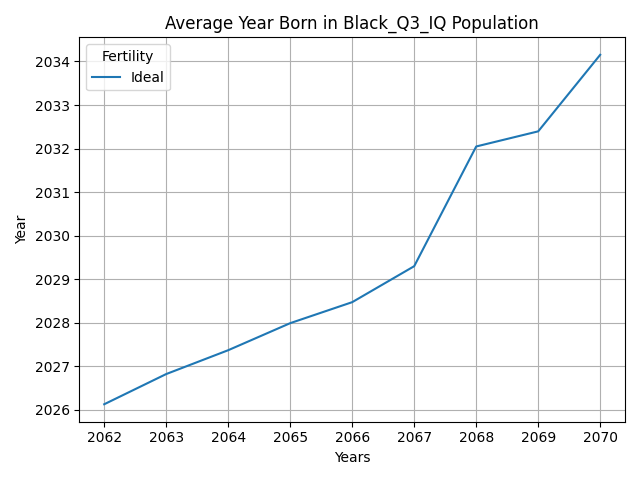 Average Year Born in Black_Q3_IQ Population
Fertility
Ideal
Year
2034
2033
2032
2031
2030
2029
2028
2027
2026
2062 2063 2064 2065 2066 2067 2068 2069 2070
Years